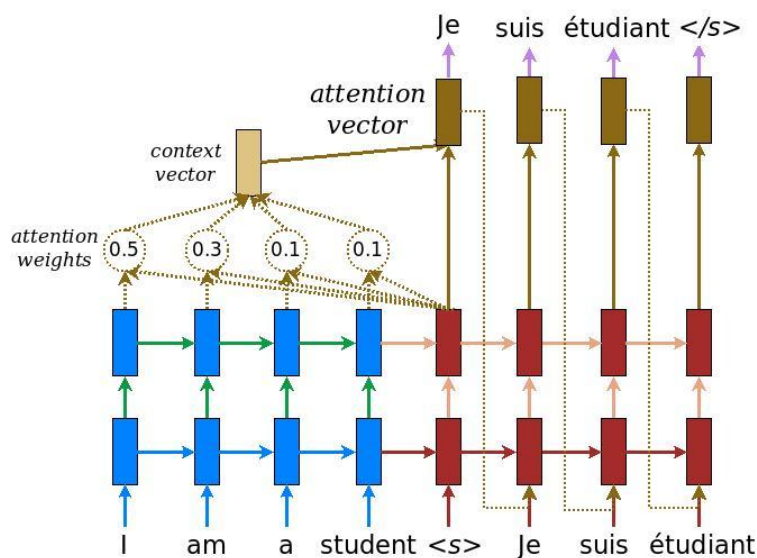 Je suis étudiant </s>
attention
vector
context
vector
attention
weights
0.5 0.3 0.1 0.1
I am a student <s> Je suis étudiant